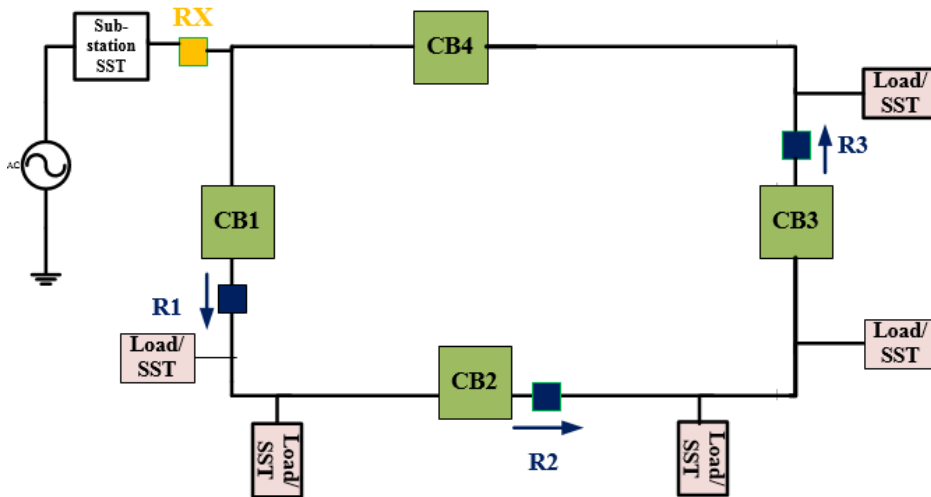 Sub-
station
SST
RX
CB4
Load/
SST
AC
R3
CB1
CB3
R1
Load/
SST
Load/
SST
CB2
Load/
SST
R2
Load/
SST